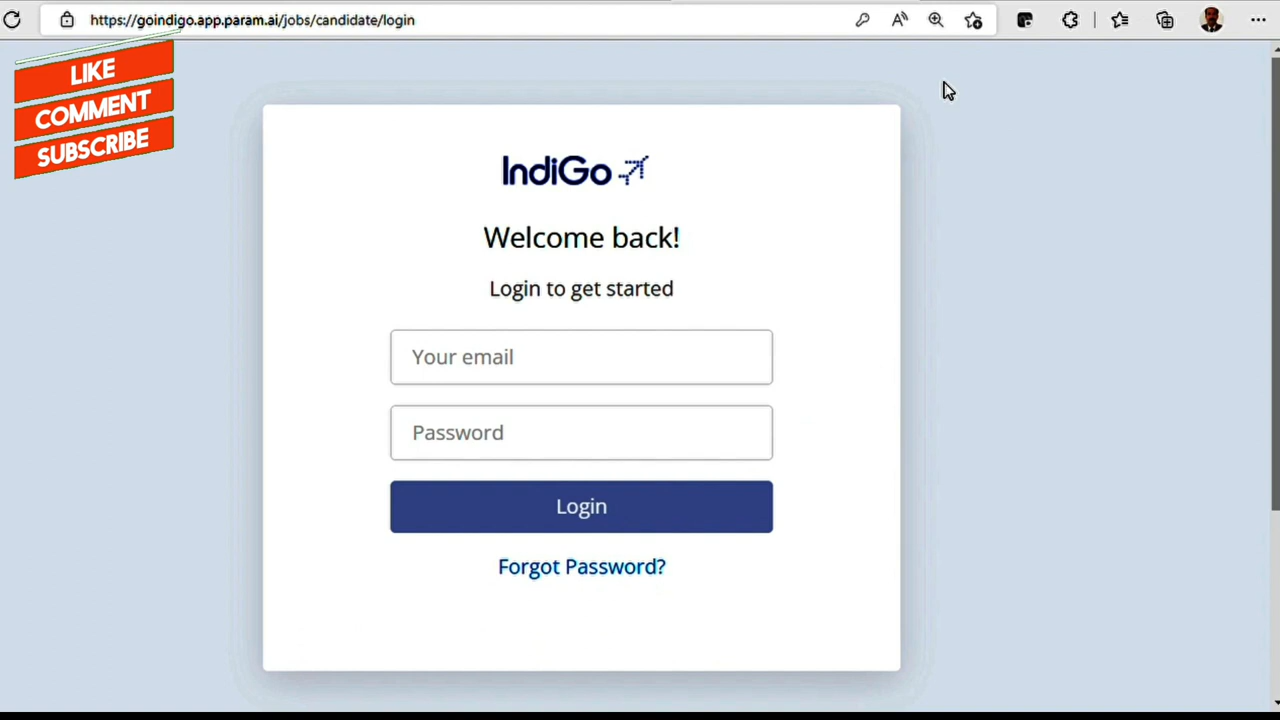 https://goindigo.app.param.ai/jobs/candidate/login
LIKE
COMMENT
SUBSCRIBE
IndiGo
Welcome back!
Login to get started
Your email
Password
Login
Forgot Password?